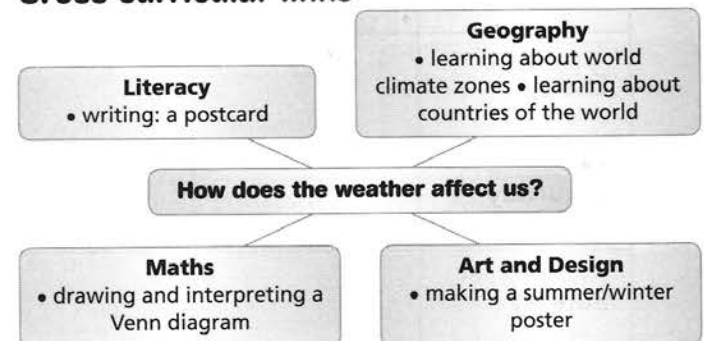 Geography
• learning about world
climate zones • learning about
countries of the world
Literacy
• writing: a postcard
How does the weather affect us?
Maths
• drawing and interpreting a
Venn diagram
Art and Design
• making a summer/winter
poster